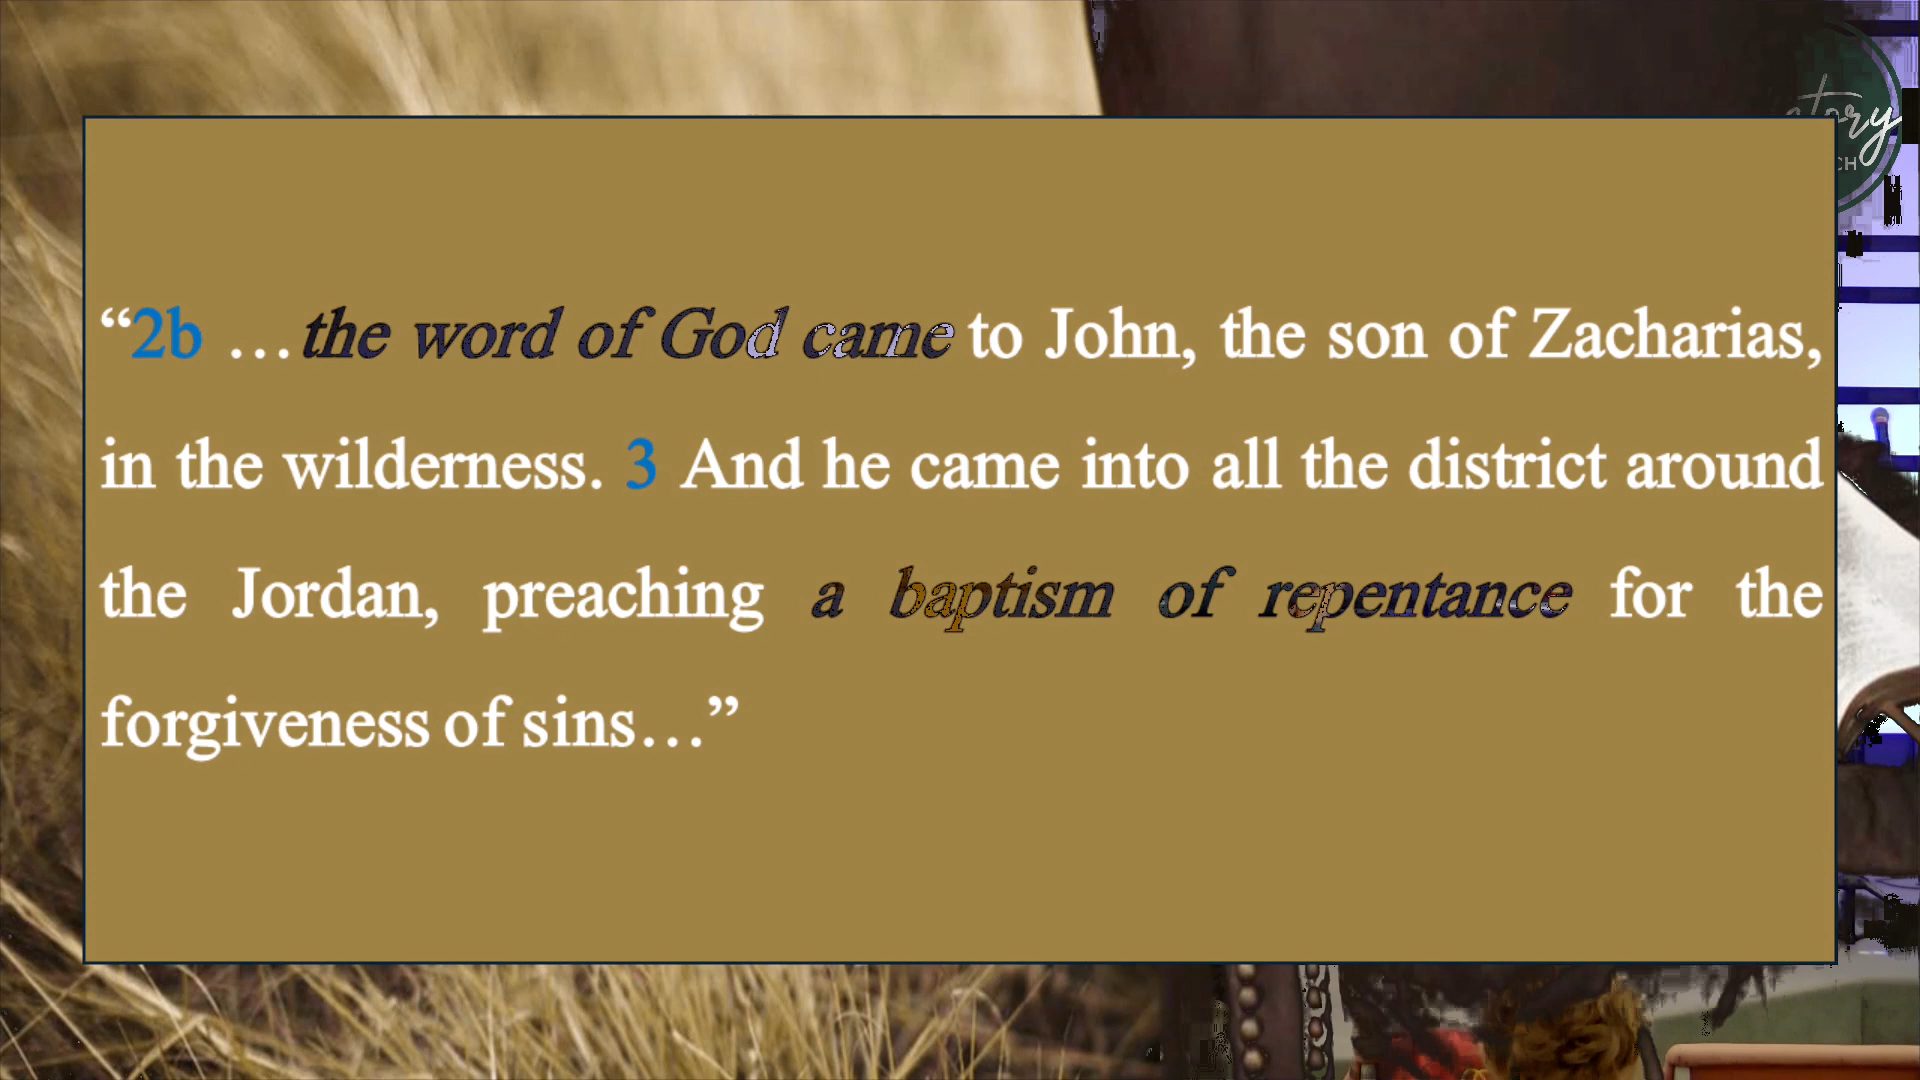 “2b …the word of God came to John, the son of Zacharias,
in the wilderness. 3 And he came into all the district around
the Jordan, preaching a baptism of repentance for the
forgiveness of sins…”